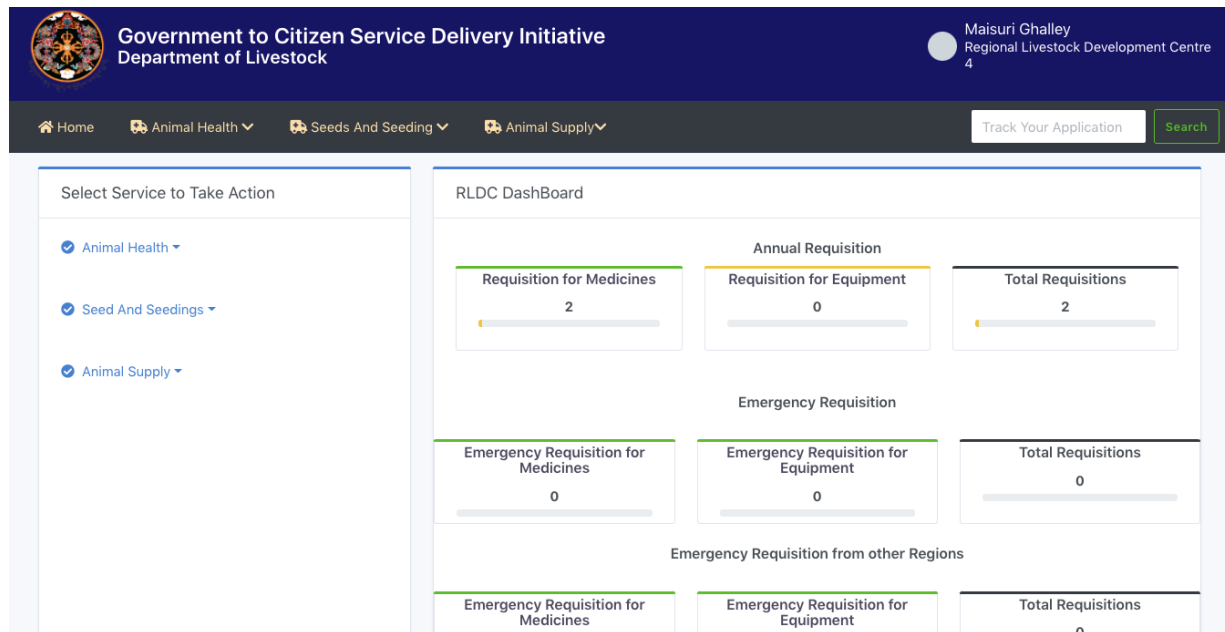 Government to Citizen Service Delivery Initiative
Department of Livestock
Maisuri Ghalley
Regional Livestock Development Centre
4
Home
Animal Health
Seeds And Seeding
Animal Supply
Track Your Application
Search
Select Service to Take Action
Animal Health
Seed And Seedings
Animal Supply
RLDC DashBoard
Annual Requisition
Requisition for Medicines
2
Requisition for Equipment
0
Total Requisitions
2
Emergency Requisition
Emergency Requisition for
Medicines
0
Emergency Requisition for
Equipment
0
Total Requisitions
0
Emergency Requisition from other Regions
Emergency Requisition for
Medicines
Emergency Requisition for
Equipment
Total Requisitions
0